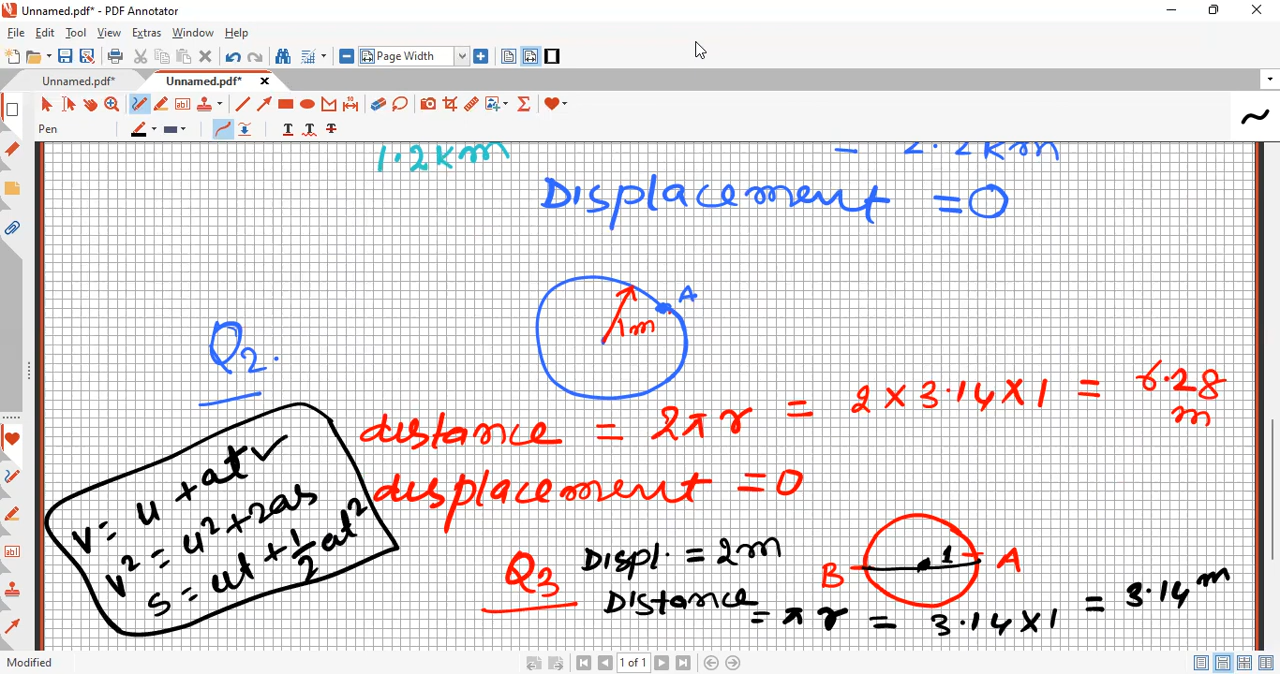 Unnamed.pdf* - PDF Annotator
File Edit Tool View Extras Window Help
Page Width
Unnamed.pdf* Unnamed.pdf*
Pen
1.2km
= 2.2km
Displacement = 0
A
1m
Q2.
distance = 2πr = 2 × 3.14 × 1 = 6.28 m
displacement = 0
v = u + at ✓
v² = u² + 2as
s = ut + 1/2 at²
Q3 Displ. = 2m
B 1 A
Distance = πr = 3.14 × 1 = 3.14 m
Modified
1 of 1